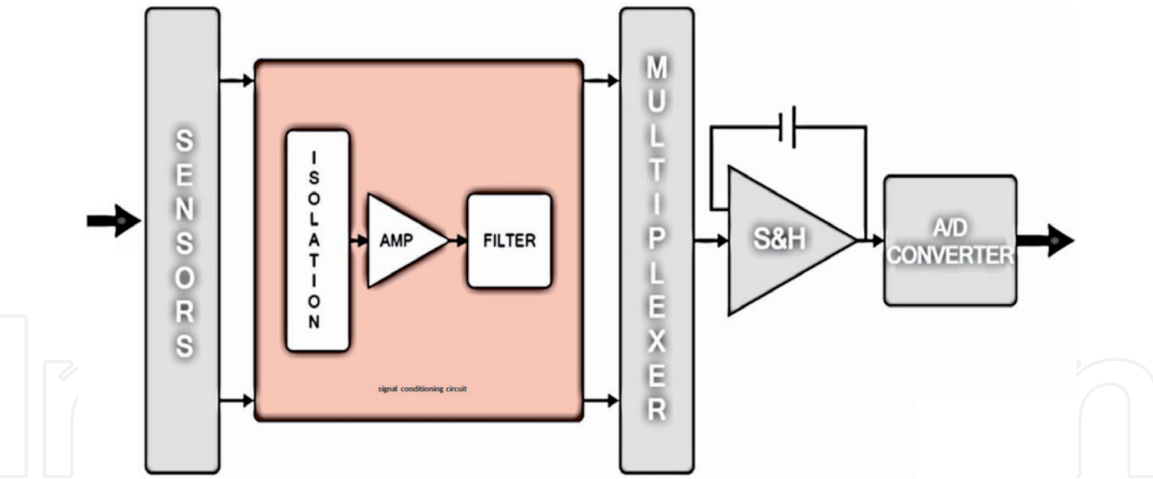 SENSORS
ISOLATION
AMP
FILTER
signal conditioning circuit
MULTIPLEXER
S&H
A/D
CONVERTER